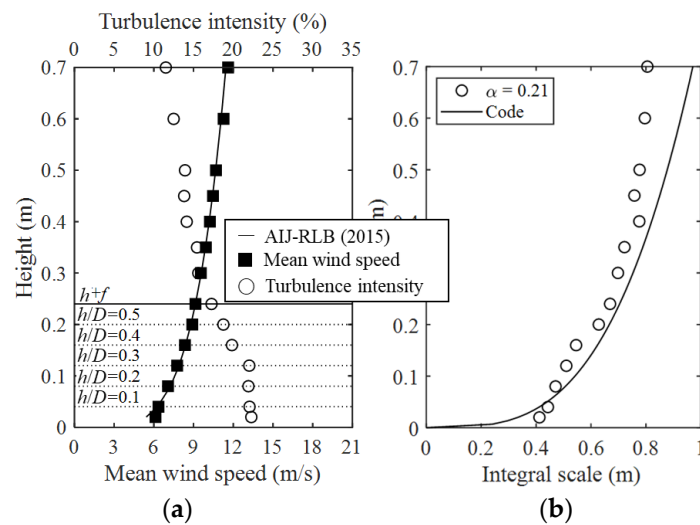 Turbulence intensity (%)
0 5 10 15 20 25 30 35
0.7
0.6
0.5
0.4
0.3
0.2
0.1
0
Height (m)
h+f
h/D=0.5
h/D=0.4
h/D=0.3
h/D=0.2
h/D=0.1
0 3 6 9 12 15 18 21
Mean wind speed (m/s)
(a)
AIJ-RLB (2015)
Mean wind speed
Turbulence intensity
0.7
0.6
0.5
0.4
0.3
0.2
0.1
0
m)
α = 0.21
Code
0 0.2 0.4 0.6 0.8 1
Integral scale (m)
(b)